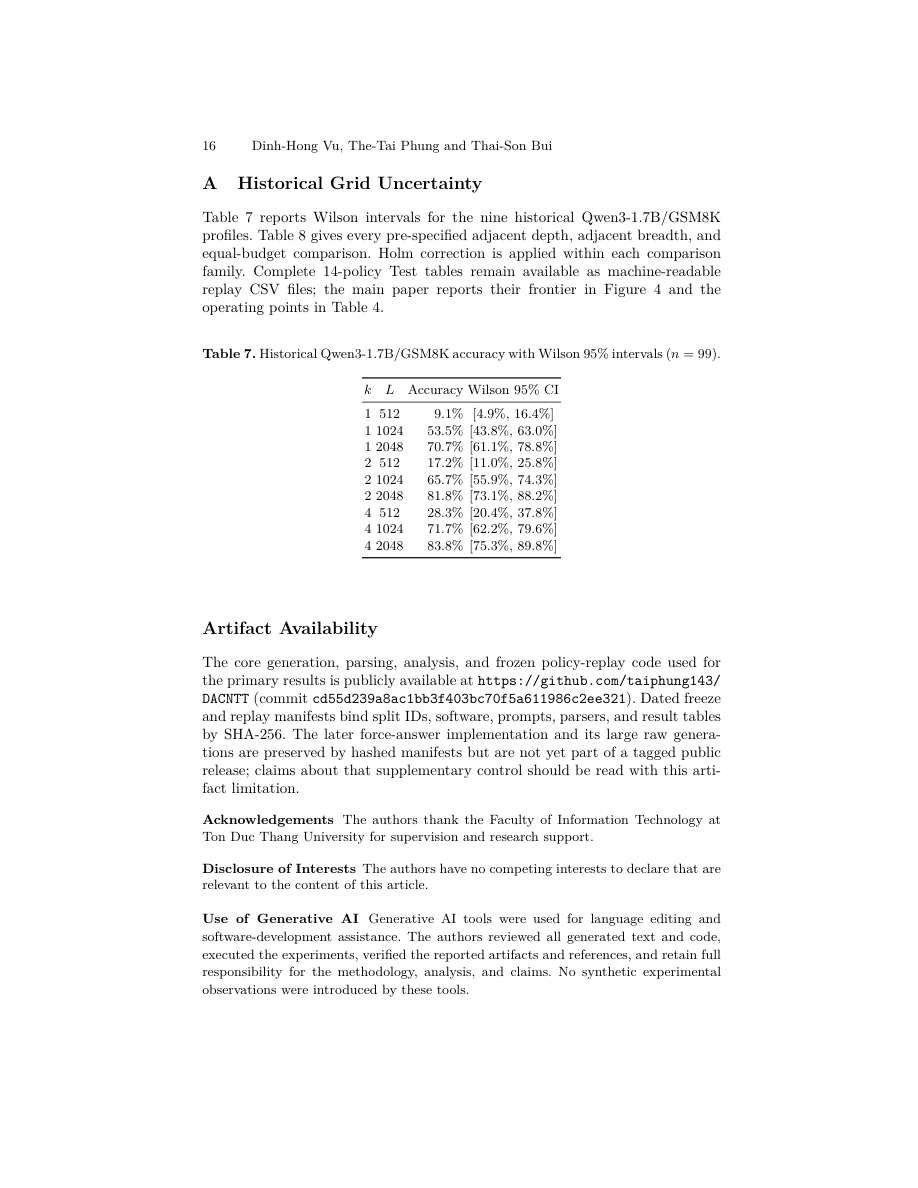 16 Dinh-Hong Vu, The-Tai Phung and Thai-Son Bui
A Historical Grid Uncertainty
Table 7 reports Wilson intervals for the nine historical Qwen3-1.7B/GSM8K
profiles. Table 8 gives every pre-specified adjacent depth, adjacent breadth, and
equal-budget comparison. Holm correction is applied within each comparison
family. Complete 14-policy Test tables remain available as machine-readable
replay CSV files; the main paper reports their frontier in Figure 4 and the
operating points in Table 4.
Table 7. Historical Qwen3-1.7B/GSM8K accuracy with Wilson 95% intervals (n = 99).
k L Accuracy Wilson 95% CI
1 512 9.1% [4.9%, 16.4%]
1 1024 53.5% [43.8%, 63.0%]
1 2048 70.7% [61.1%, 78.8%]
2 512 17.2% [11.0%, 25.8%]
2 1024 65.7% [55.9%, 74.3%]
2 2048 81.8% [73.1%, 88.2%]
4 512 28.3% [20.4%, 37.8%]
4 1024 71.7% [62.2%, 79.6%]
4 2048 83.8% [75.3%, 89.8%]
Artifact Availability
The core generation, parsing, analysis, and frozen policy-replay code used for
the primary results is publicly available at https://github.com/taiphung143/
DACNTT (commit cd55d239a8ac1bb3f403bc70f5a611986c2ee321). Dated freeze
and replay manifests bind split IDs, software, prompts, parsers, and result tables
by SHA-256. The later force-answer implementation and its large raw genera-
tions are preserved by hashed manifests but are not yet part of a tagged public
release; claims about that supplementary control should be read with this arti-
fact limitation.
Acknowledgements The authors thank the Faculty of Information Technology at
Ton Duc Thang University for supervision and research support.
Disclosure of Interests The authors have no competing interests to declare that are
relevant to the content of this article.
Use of Generative AI Generative AI tools were used for language editing and
software-development assistance. The authors reviewed all generated text and code,
executed the experiments, verified the reported artifacts and references, and retain full
responsibility for the methodology, analysis, and claims. No synthetic experimental
observations were introduced by these tools.